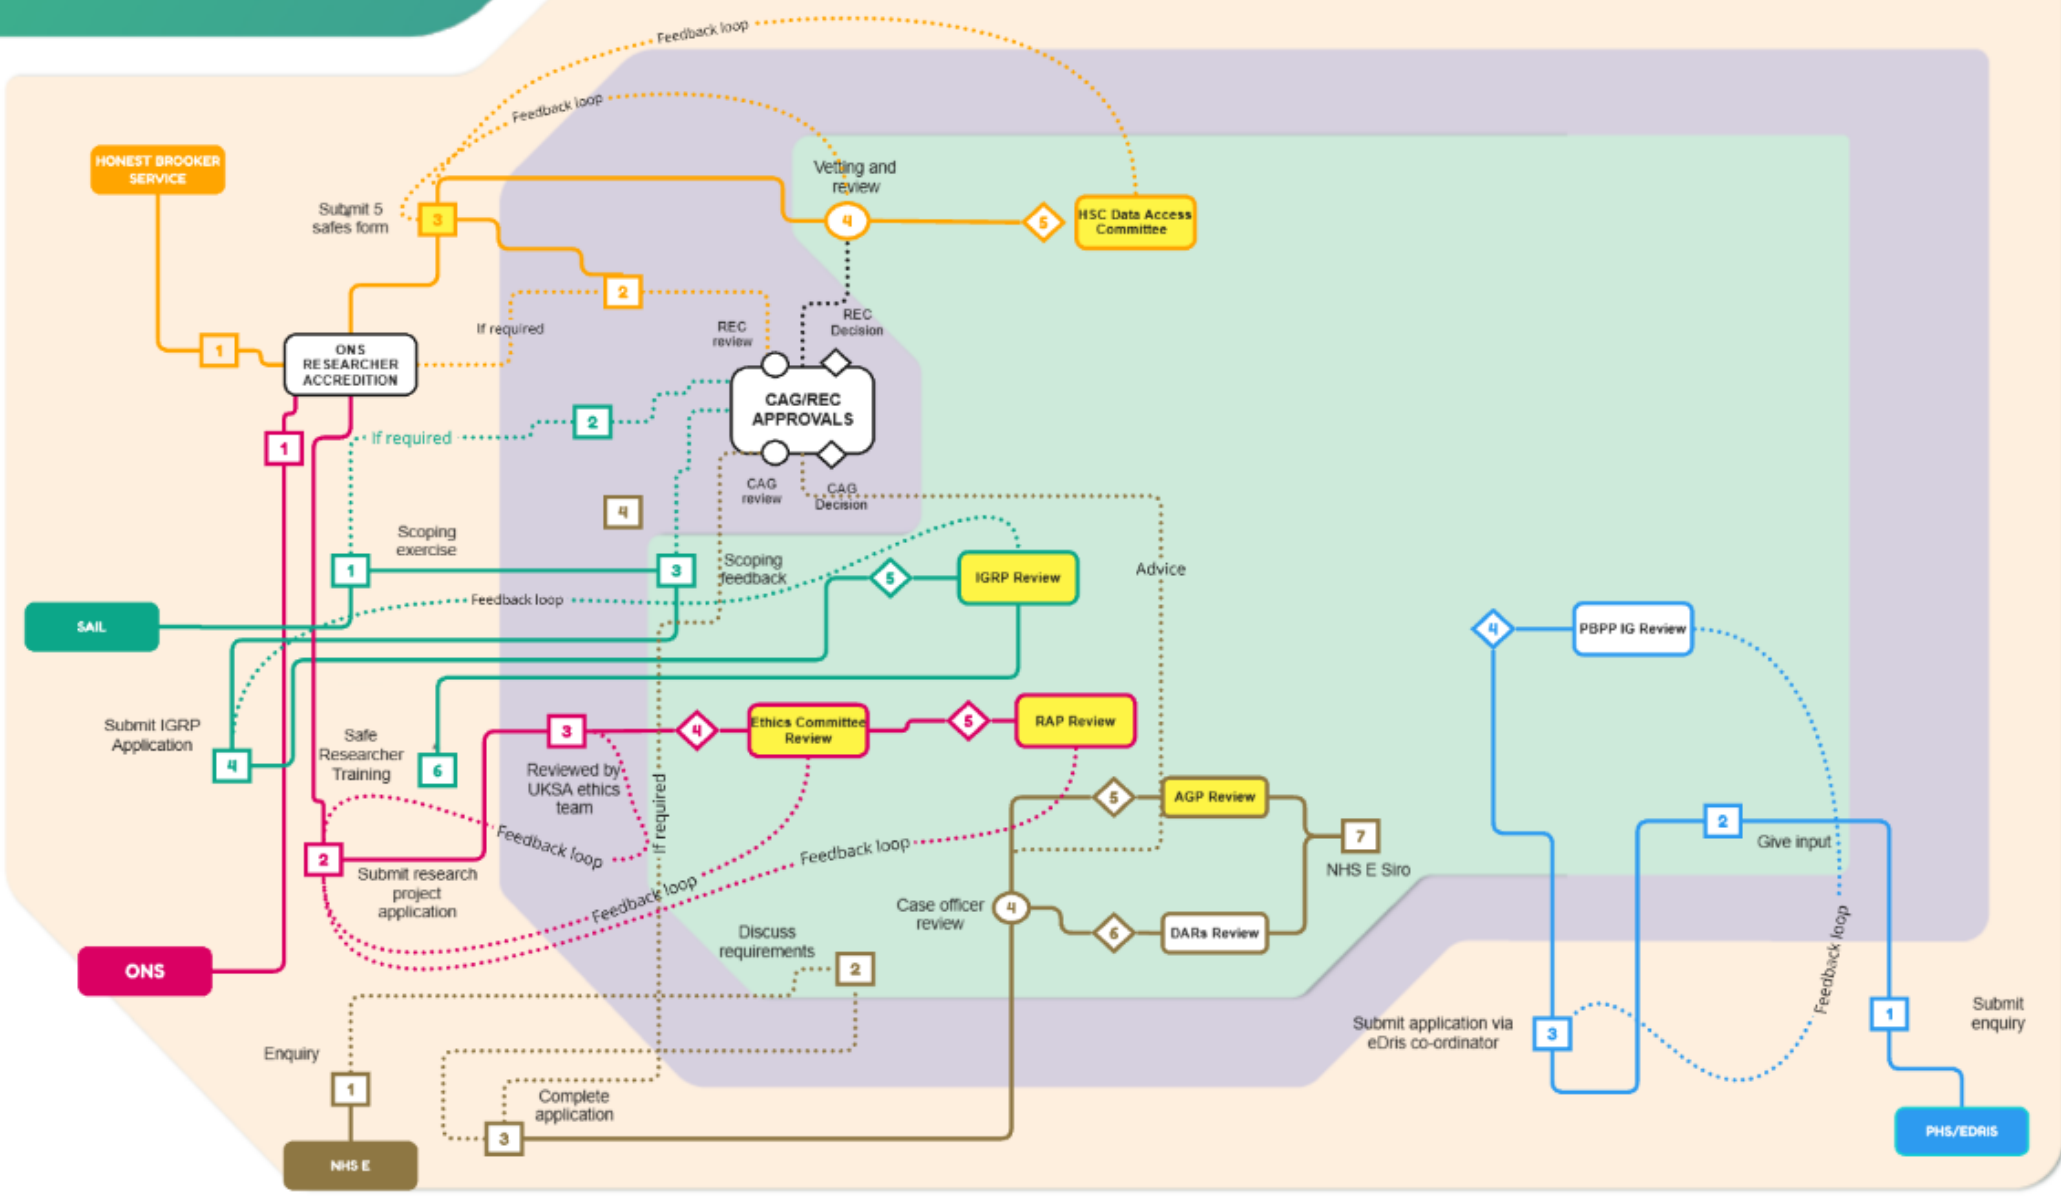 Feedback loop
Feedback loop
HONEST BROOKER
SERVICE
Vetting and
review
Submit 5
safes form
3
4
5
HSC Data Access
Committee
2
If required
REC
review
REC
Decision
1
ONS
RESEARCHER
ACCREDITION
CAG/REC
APPROVALS
2
If required
1
CAG
review
CAG
Decision
4
Scoping
exercise
1
3
Scoping
feedback
5
IGRP Review
Advice
Feedback loop
SAIL
4
PBPP IG Review
Submit IGRP
Application
4
Safe
Researcher
Training
6
3
Reviewed by
UKSA ethics
team
4
Ethics Committee
Review
5
RAP Review
If required
5
AGP Review
7
NHS E Siro
2
Give input
Feedback loop
Feedback loop
Feedback loop
2
Submit research
project
application
Case officer
review
4
6
DARs Review
Discuss
requirements
2
ONS
Feedback loop
Submit application via
eDris co-ordinator
3
1
Submit
enquiry
Enquiry
1
Complete
application
3
NHS E
PHS/EDRIS